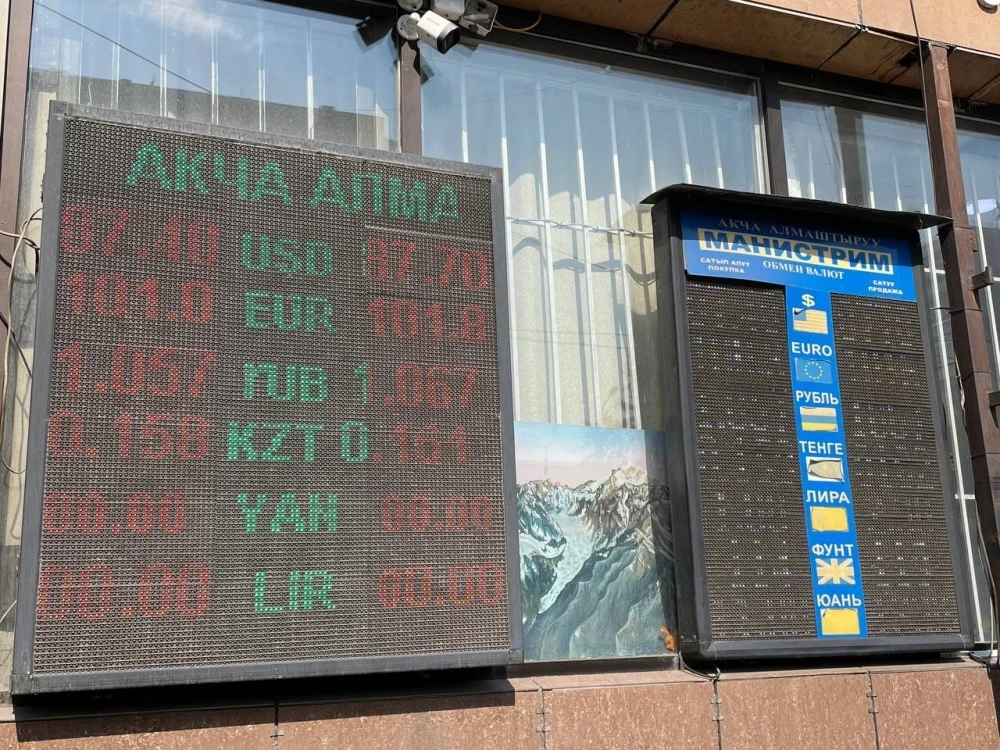 АКЧА АЛМА
87.40 USD 87.70
101.0 EUR 101.8
1.057 rUB 1.067
0.158 KZT 0.161
00.00 YAN 00.00
00.00 LIR 00.00
АКЧА АЛМАШТЫРУУ
МАНИСТРИМ
САТЫП АЛУУ
ПОКУПКА
ОБМЕН ВАЛЮТ
САТУУ
ПРОДАЖА
$
EURO
РУБЛЬ
ТЕНГЕ
ЛИРА
ФУНТ
ЮАНЬ